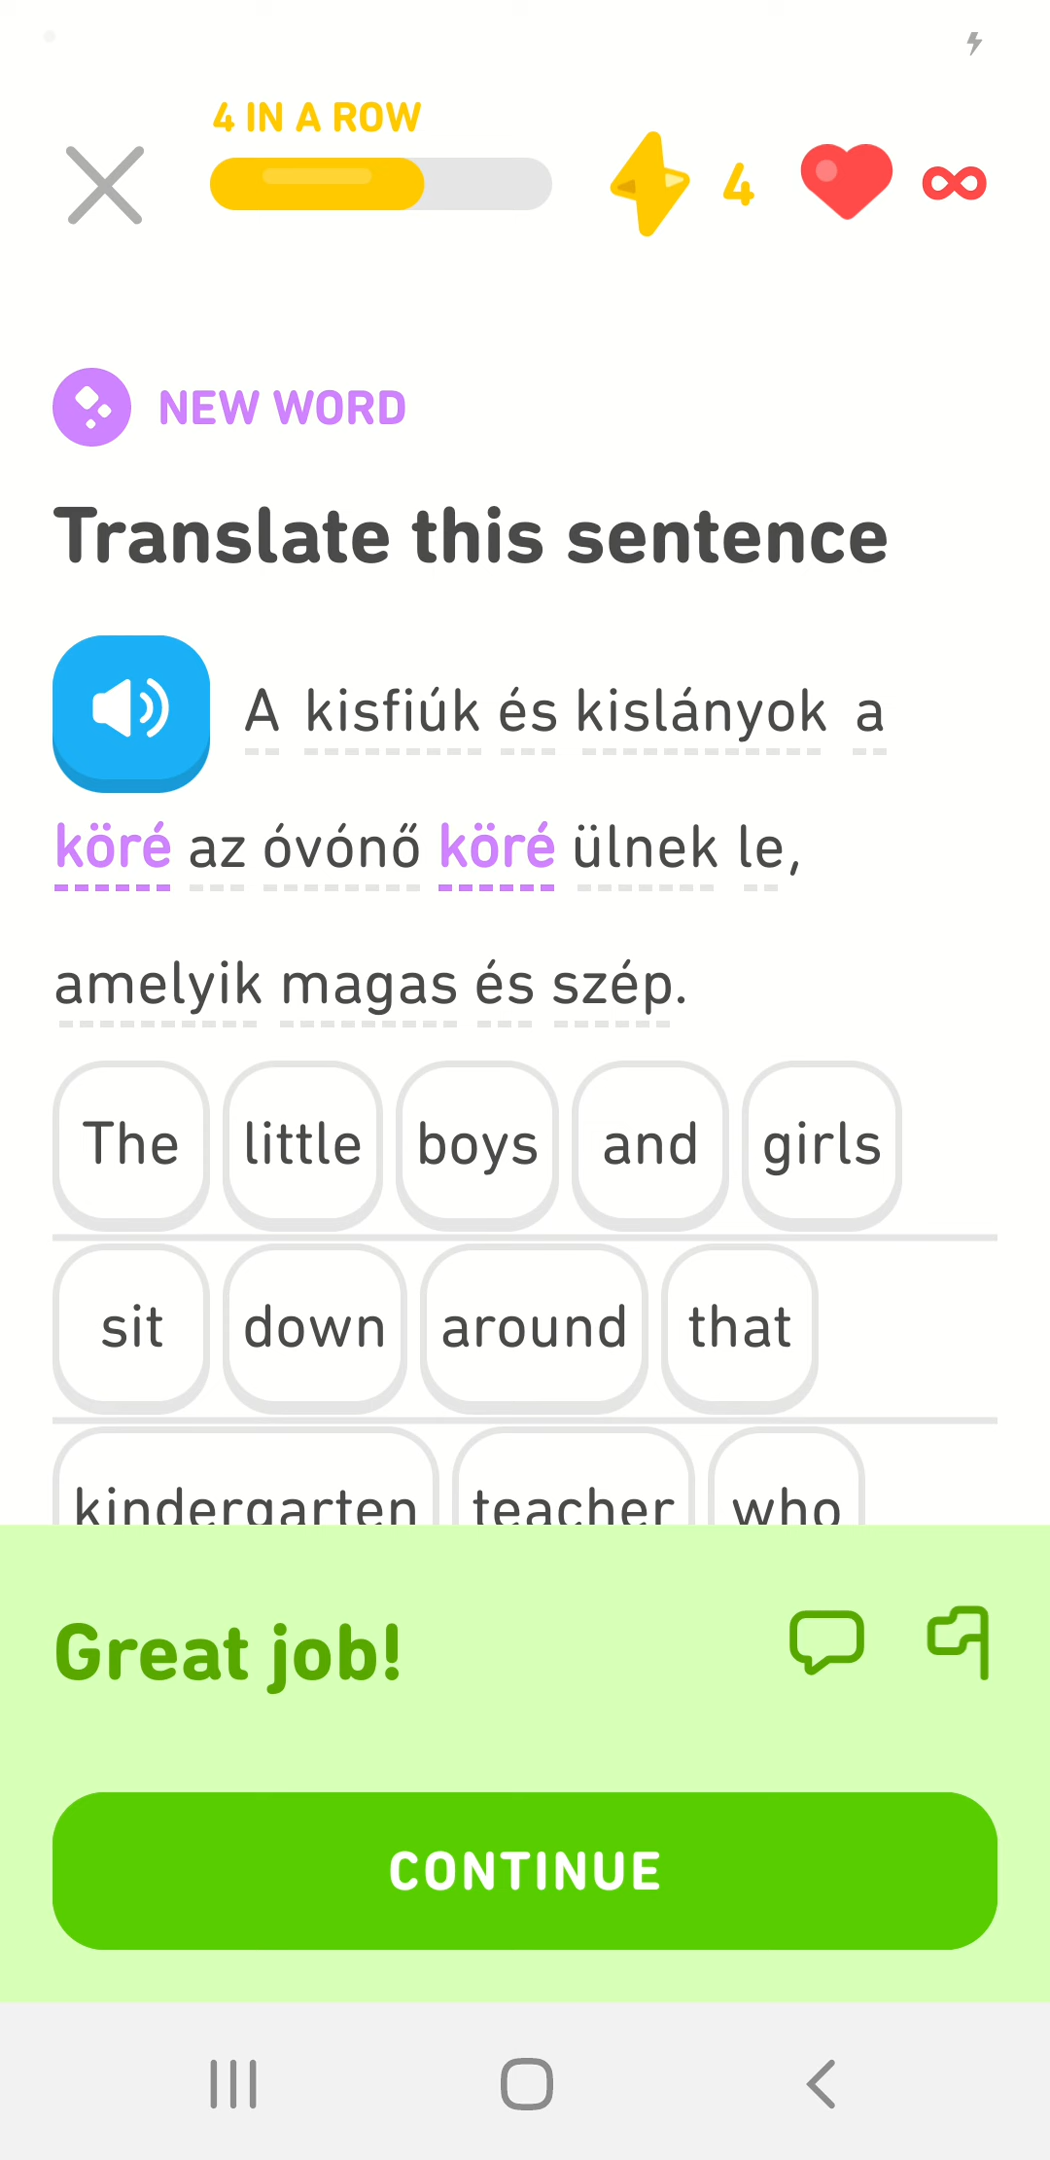 4 IN A ROW
4
∞
NEW WORD
Translate this sentence
A kisfiúk és kislányok a
köré az óvónő köré ülnek le,
amelyik magas és szép.
The little boys and girls
sit down around that
kindergarten teacher who
Great job!
CONTINUE